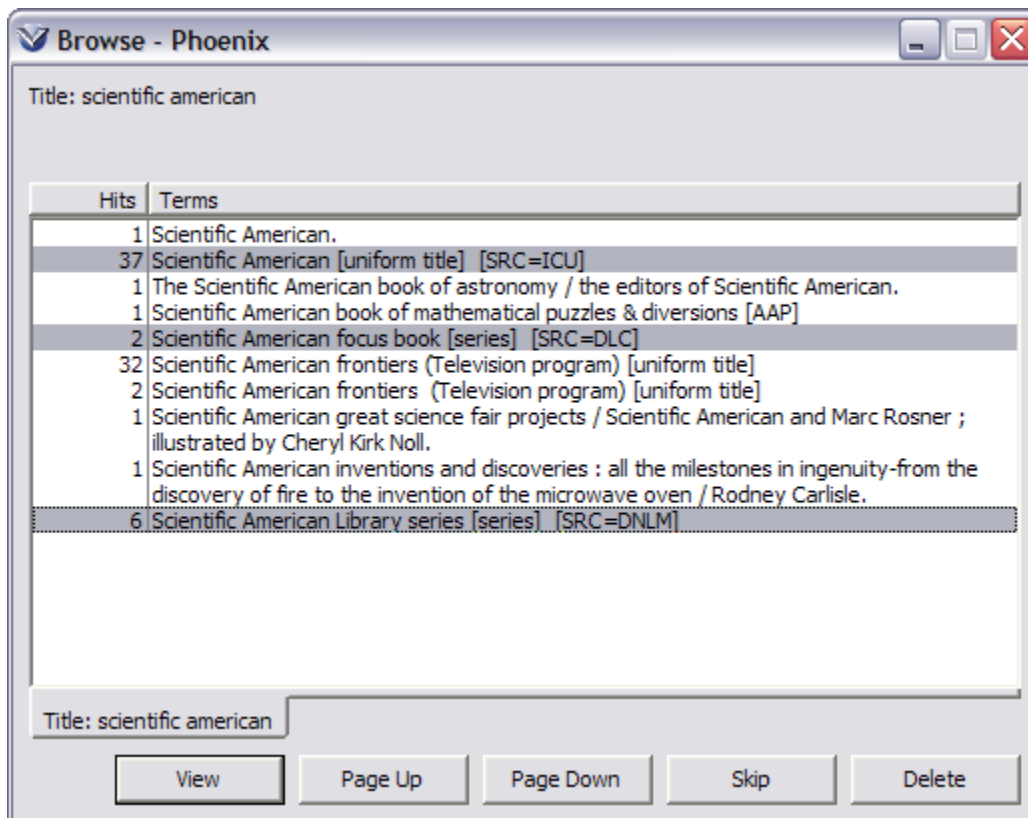 Browse - Phoenix
Title: scientific american
Hits Terms
1 Scientific American.
37 Scientific American [uniform title]  [SRC=ICU]
1 The Scientific American book of astronomy / the editors of Scientific American.
1 Scientific American book of mathematical puzzles & diversions [AAP]
2 Scientific American focus book [series]  [SRC=DLC]
32 Scientific American frontiers (Television program) [uniform title]
2 Scientific American frontiers  (Television program) [uniform title]
1 Scientific American great science fair projects / Scientific American and Marc Rosner ;
illustrated by Cheryl Kirk Noll.
1 Scientific American inventions and discoveries : all the milestones in ingenuity-from the
discovery of fire to the invention of the microwave oven / Rodney Carlisle.
6 Scientific American Library series [series]  [SRC=DNLM]
Title: scientific american
View Page Up Page Down Skip Delete